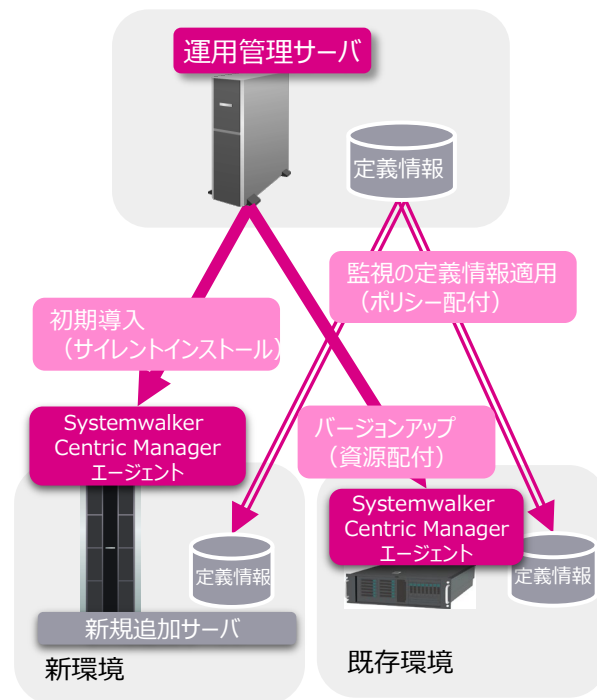 運用管理サーバ
定義情報
監視の定義情報適用
（ポリシー配付）
初期導入
（サイレントインストール）
Systemwalker
Centric Manager
エージェント
バージョンアップ
（資源配付）
Systemwalker
Centric Manager
エージェント
定義情報
定義情報
新規追加サーバ
新環境
既存環境